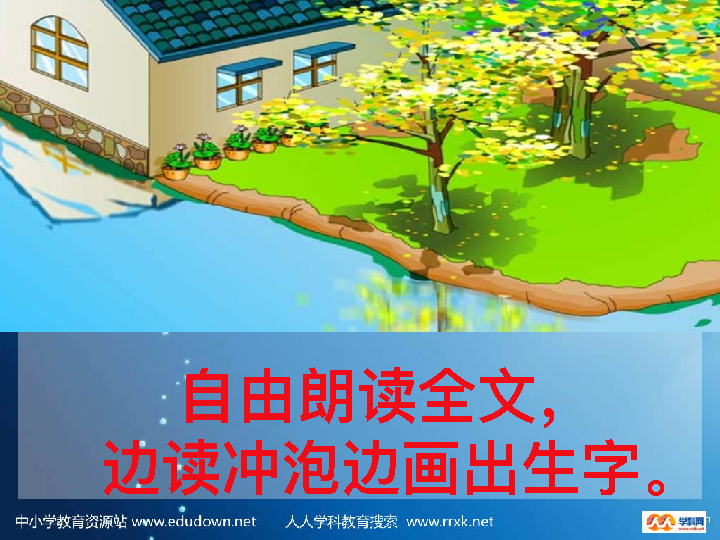 自由朗读全文，
边读冲泡边画出生字。
中小学教育资源站 www.edudown.net 人人学科教育搜索 www.rrxk.net
学科网